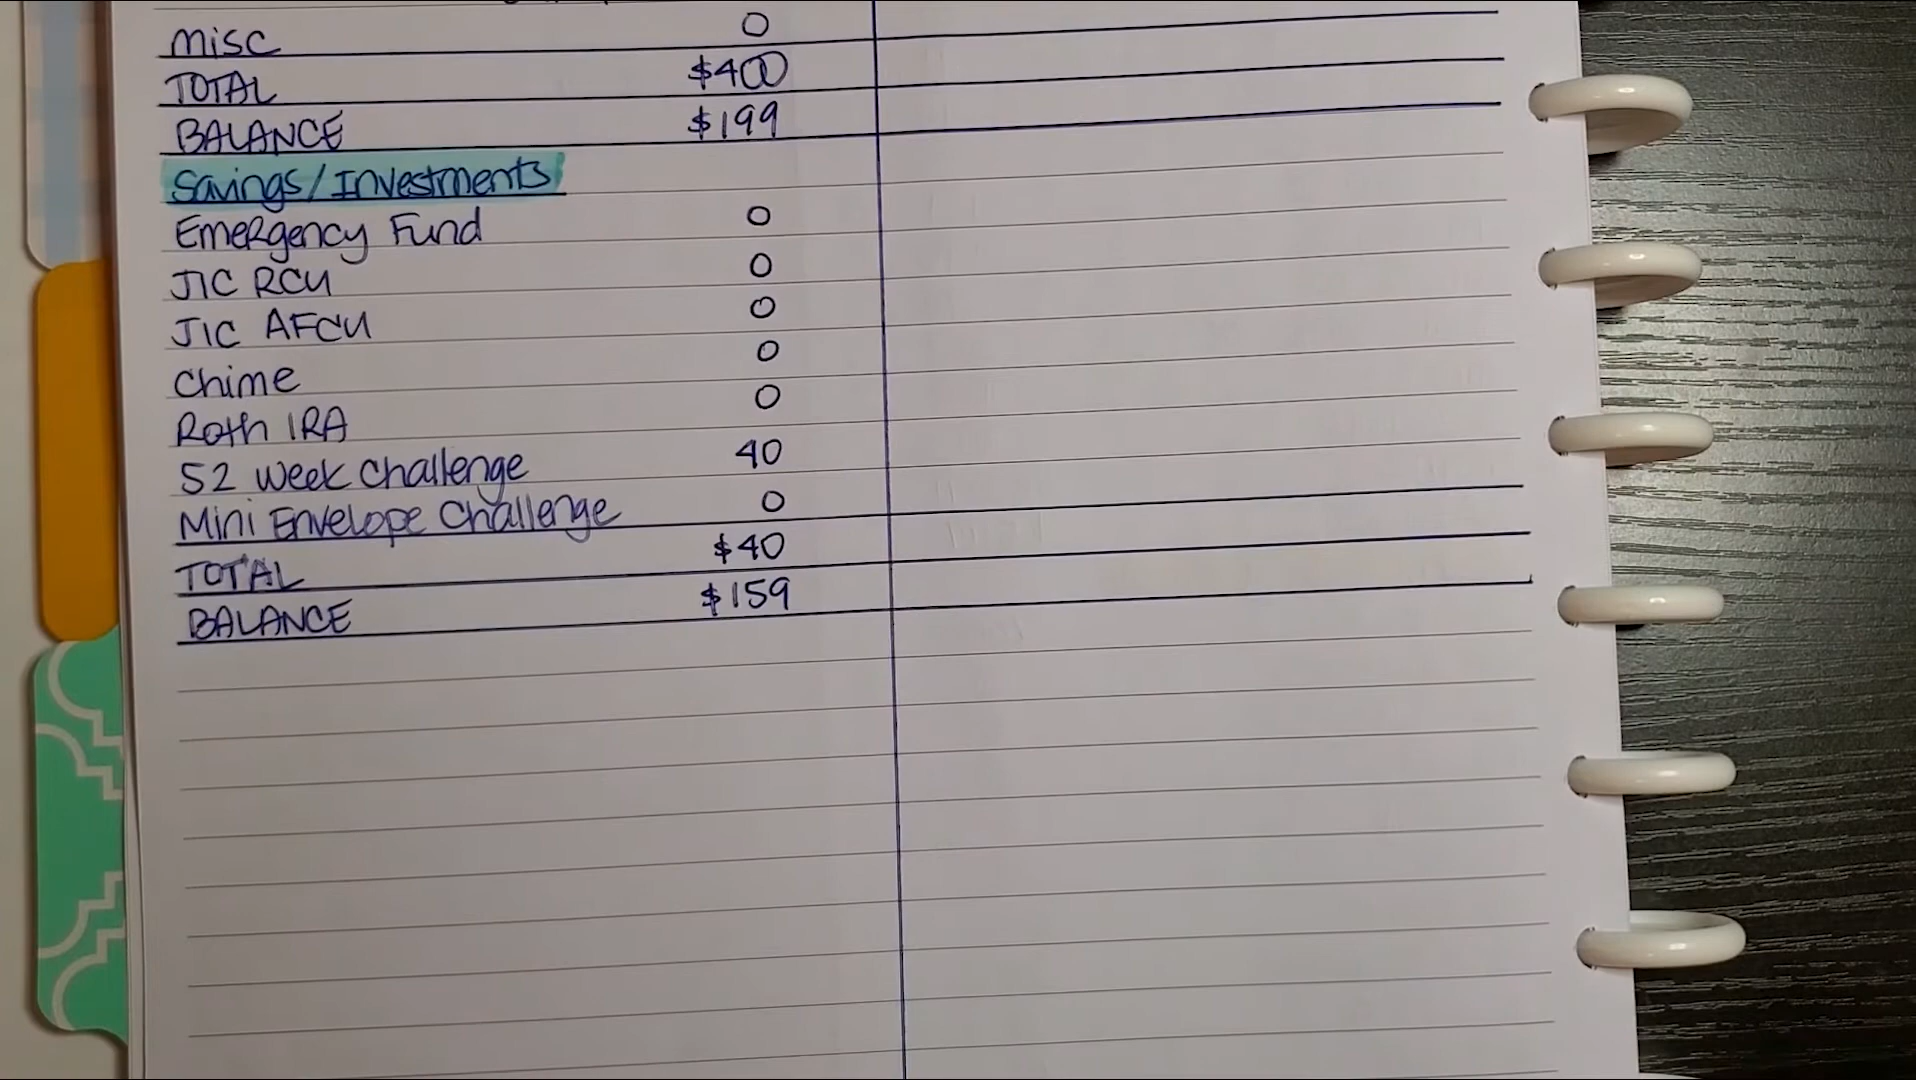 Misc 0
TOTAL $400
BALANCE $199
Savings/Investments
Emergency Fund 0
JIC RCU 0
JIC AFCU 0
Chime 0
Roth IRA 0
52 Week Challenge 40
Mini Envelope Challenge 0
TOTAL $40
BALANCE $159